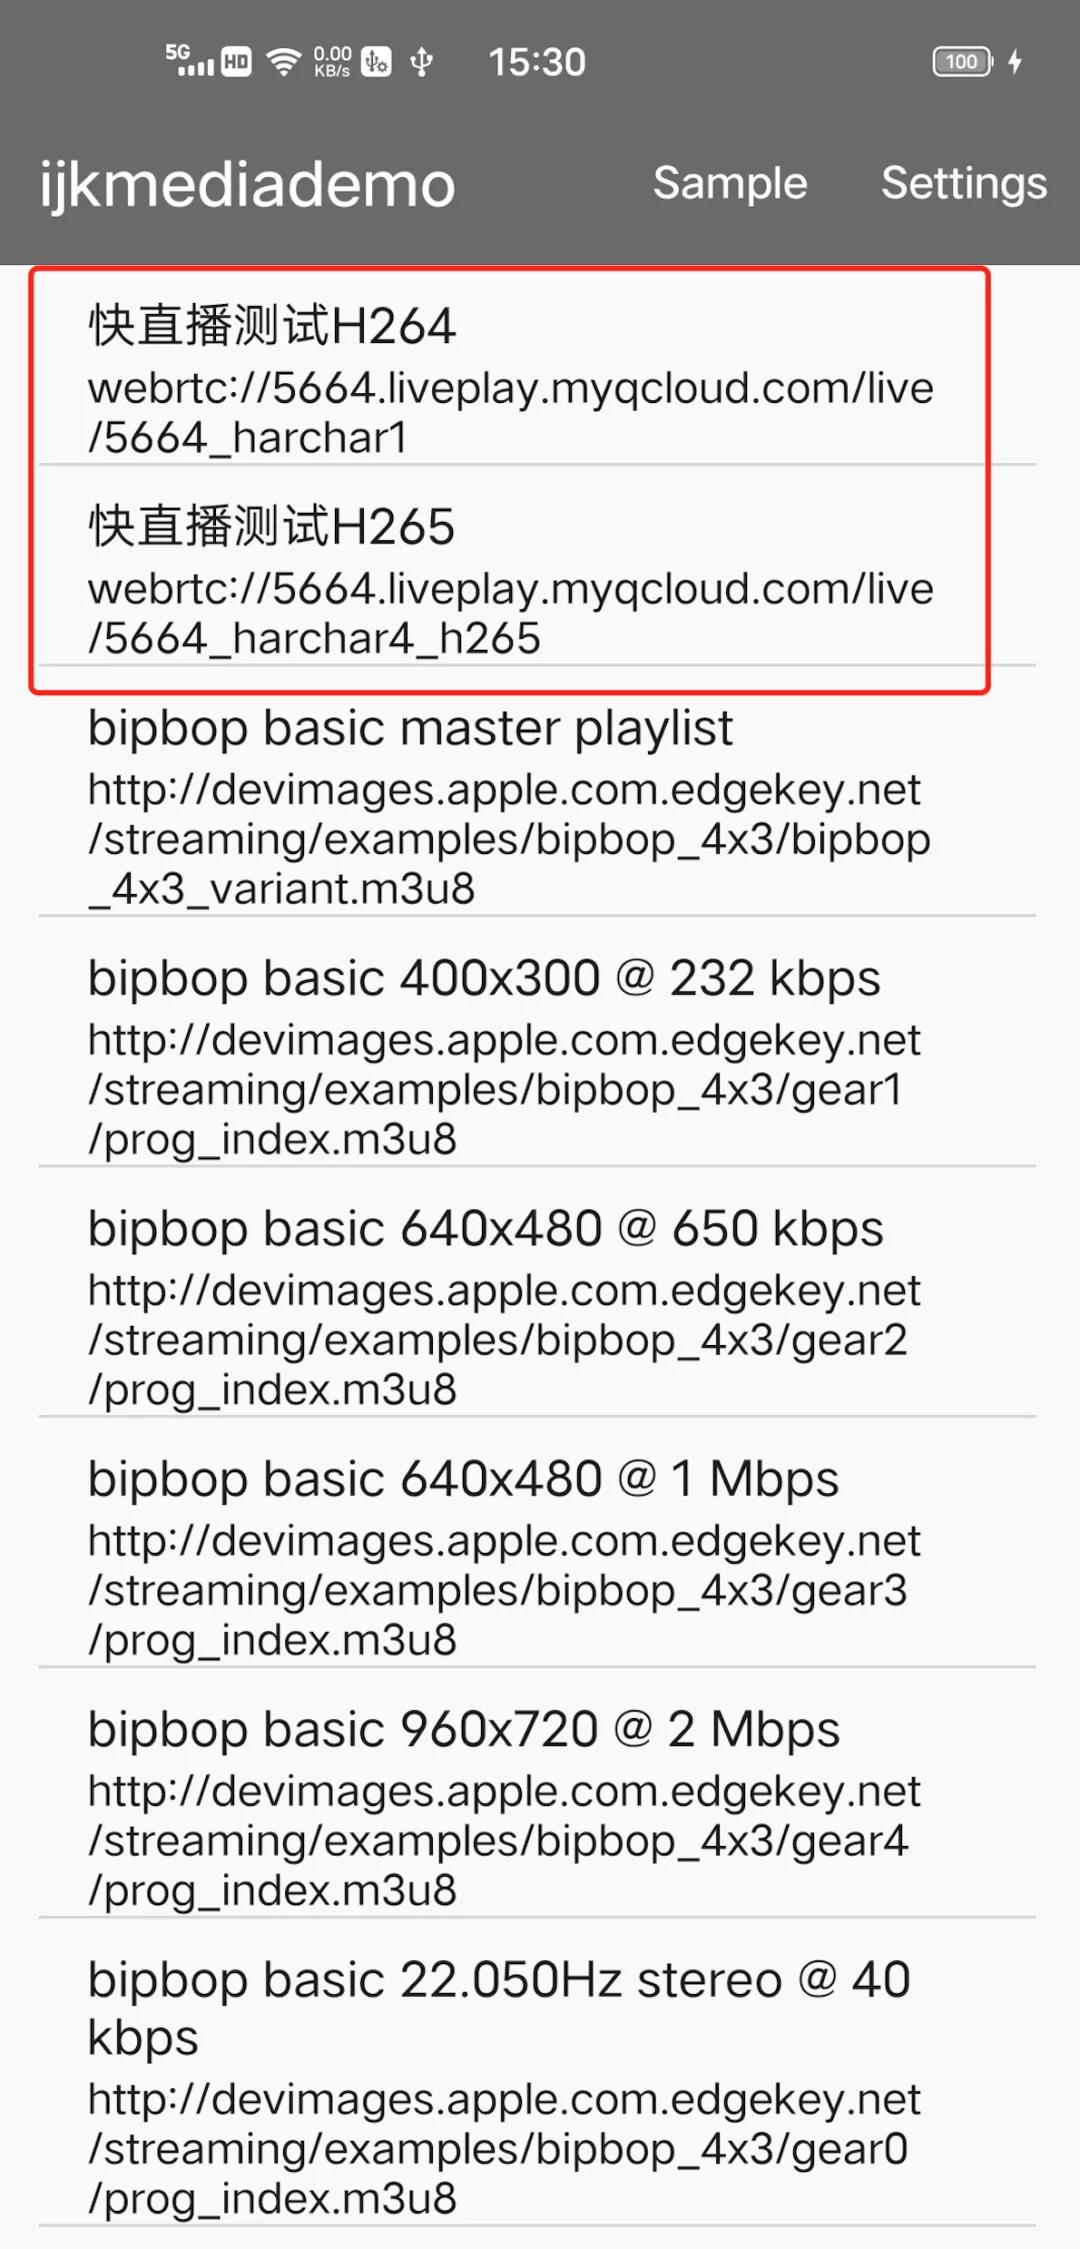 5G HD 0.00 KB/s 15:30 100
ijkmediademo Sample Settings
快直播测试H264
webrtc://5664.liveplay.myqcloud.com/live
/5664_harchar1
快直播测试H265
webrtc://5664.liveplay.myqcloud.com/live
/5664_harchar4_h265
bipbop basic master playlist
http://devimages.apple.com.edgekey.net
/streaming/examples/bipbop_4x3/bipbop
_4x3_variant.m3u8
bipbop basic 400x300 @ 232 kbps
http://devimages.apple.com.edgekey.net
/streaming/examples/bipbop_4x3/gear1
/prog_index.m3u8
bipbop basic 640x480 @ 650 kbps
http://devimages.apple.com.edgekey.net
/streaming/examples/bipbop_4x3/gear2
/prog_index.m3u8
bipbop basic 640x480 @ 1 Mbps
http://devimages.apple.com.edgekey.net
/streaming/examples/bipbop_4x3/gear3
/prog_index.m3u8
bipbop basic 960x720 @ 2 Mbps
http://devimages.apple.com.edgekey.net
/streaming/examples/bipbop_4x3/gear4
/prog_index.m3u8
bipbop basic 22.050Hz stereo @ 40
kbps
http://devimages.apple.com.edgekey.net
/streaming/examples/bipbop_4x3/gear0
/prog_index.m3u8